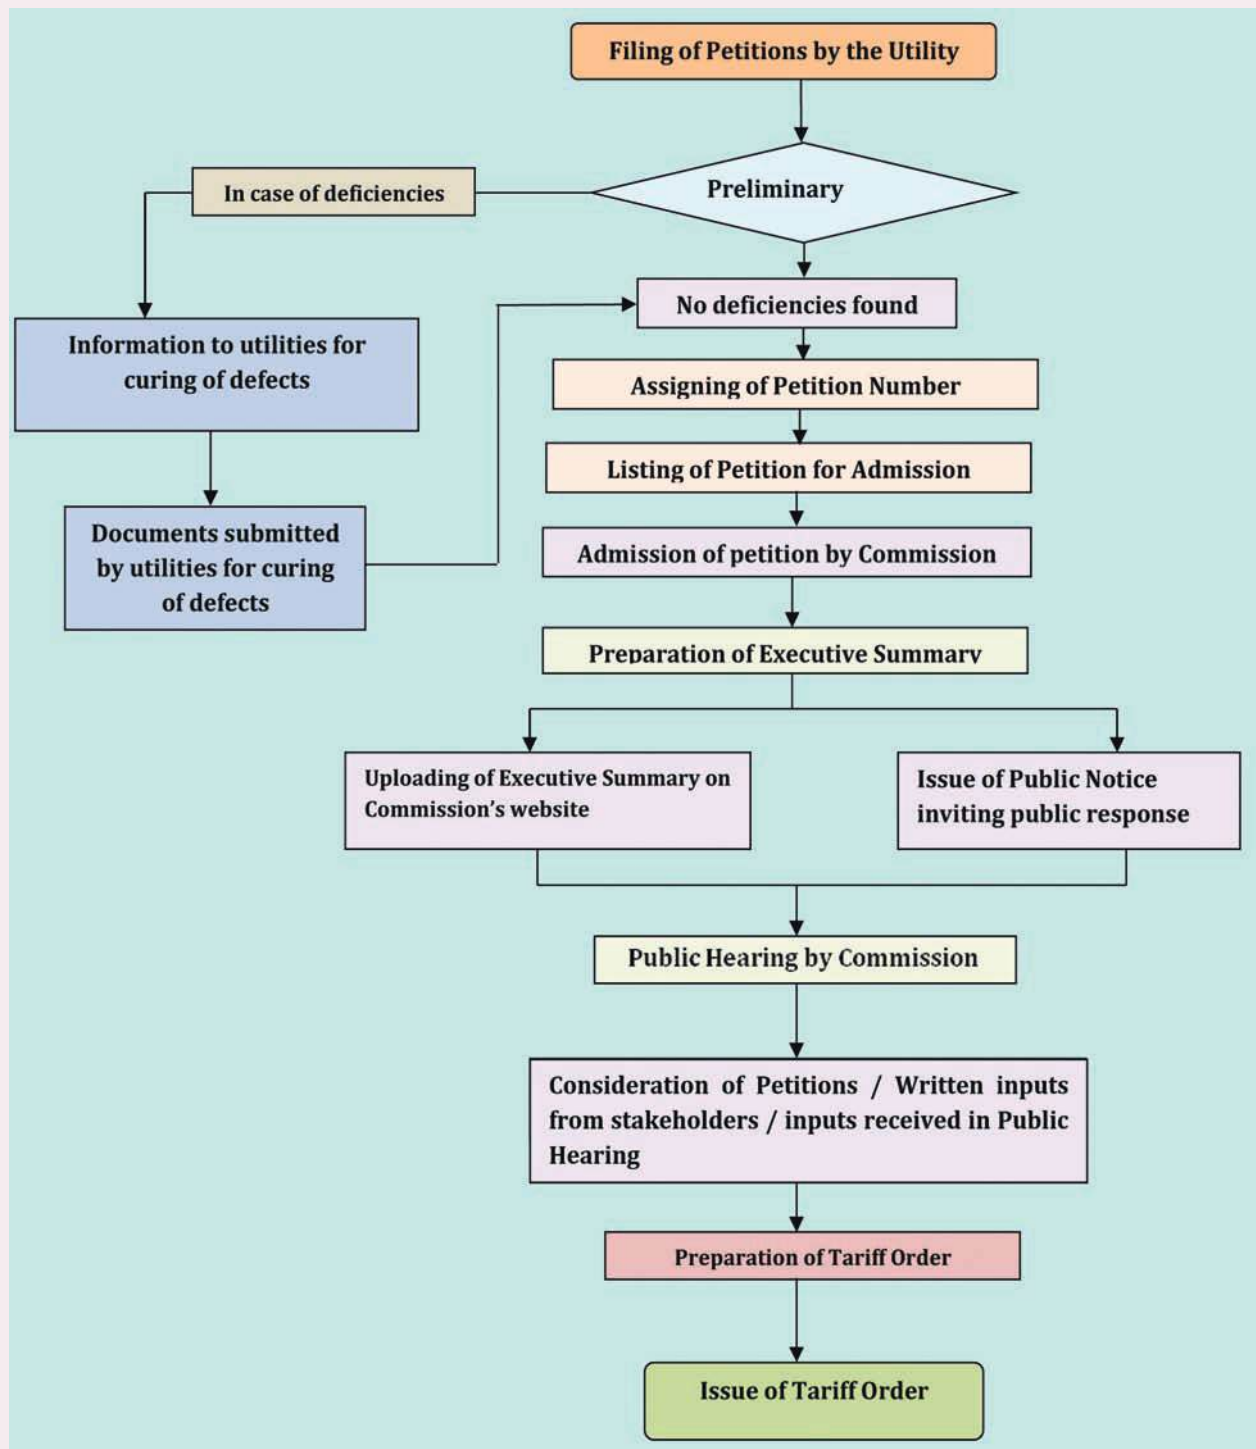 Filing of Petitions by the Utility
Preliminary
In case of deficiencies
No deficiencies found
Information to utilities for
curing of defects
Assigning of Petition Number
Listing of Petition for Admission
Documents submitted
by utilities for curing
of defects
Admission of petition by Commission
Preparation of Executive Summary
Uploading of Executive Summary on
Commission's website
Issue of Public Notice
inviting public response
Public Hearing by Commission
Consideration of Petitions / Written inputs
from stakeholders / inputs received in Public
Hearing
Preparation of Tariff Order
Issue of Tariff Order